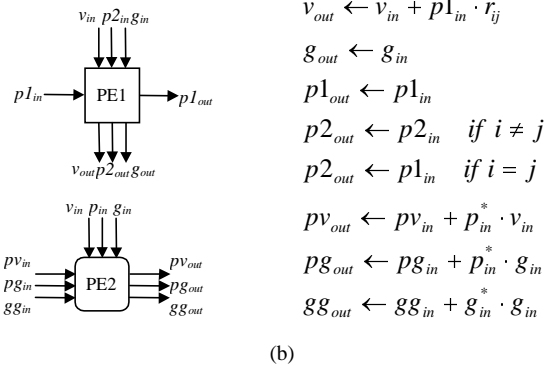 v_in p2_in g_in
p1_in PE1 p1_out
v_out p2_out g_out
v_in p_in g_in
pv_in pv_out
pg_in PE2 pg_out
gg_in gg_out
v_out ← v_in + p1_in · r_ij
g_out ← g_in
p1_out ← p1_in
p2_out ← p2_in if i ≠ j
p2_out ← p1_in if i = j
pv_out ← pv_in + p*_in · v_in
pg_out ← pg_in + p*_in · g_in
gg_out ← gg_in + g*_in · g_in
(b)